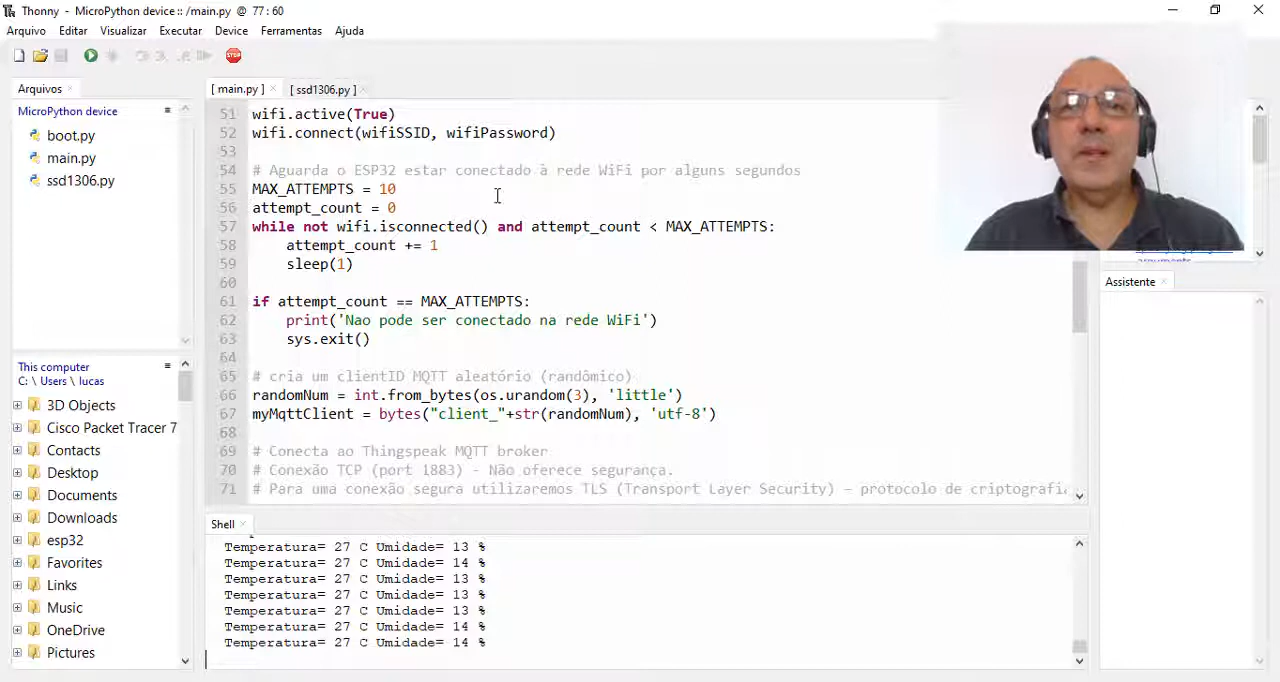 Thonny - MicroPython device :: /main.py @ 77 : 60
Arquivo Editar Visualizar Executar Device Ferramentas Ajuda
STOP
Arquivos
[ main.py ] [ ssd1306.py ]
MicroPython device
boot.py
main.py
ssd1306.py
This computer
C: \ Users \ lucas
3D Objects
Cisco Packet Tracer 7
Contacts
Desktop
Documents
Downloads
esp32
Favorites
Links
Music
OneDrive
Pictures
51 wifi.active(True)
52 wifi.connect(wifiSSID, wifiPassword)
53
54 # Aguarda o ESP32 estar conectado à rede WiFi por alguns segundos
55 MAX_ATTEMPTS = 10
56 attempt_count = 0
57 while not wifi.isconnected() and attempt_count < MAX_ATTEMPTS:
58 attempt_count += 1
59 sleep(1)
60
61 if attempt_count == MAX_ATTEMPTS:
62 print('Nao pode ser conectado na rede WiFi')
63 sys.exit()
64
65 # cria um clientID MQTT aleatório (randômico)
66 randomNum = int.from_bytes(os.urandom(3), 'little')
67 myMqttClient = bytes("client_"+str(randomNum), 'utf-8')
68
69 # Conecta ao Thingspeak MQTT broker
70 # Conexão TCP (port 1883) - Não oferece segurança.
71 # Para uma conexão segura utilizaremos TLS (Transport Layer Security) – protocolo de criptografia
Shell
Temperatura= 27 C Umidade= 13 %
Temperatura= 27 C Umidade= 14 %
Temperatura= 27 C Umidade= 13 %
Temperatura= 27 C Umidade= 13 %
Temperatura= 27 C Umidade= 13 %
Temperatura= 27 C Umidade= 14 %
Temperatura= 27 C Umidade= 14 %
Assistente